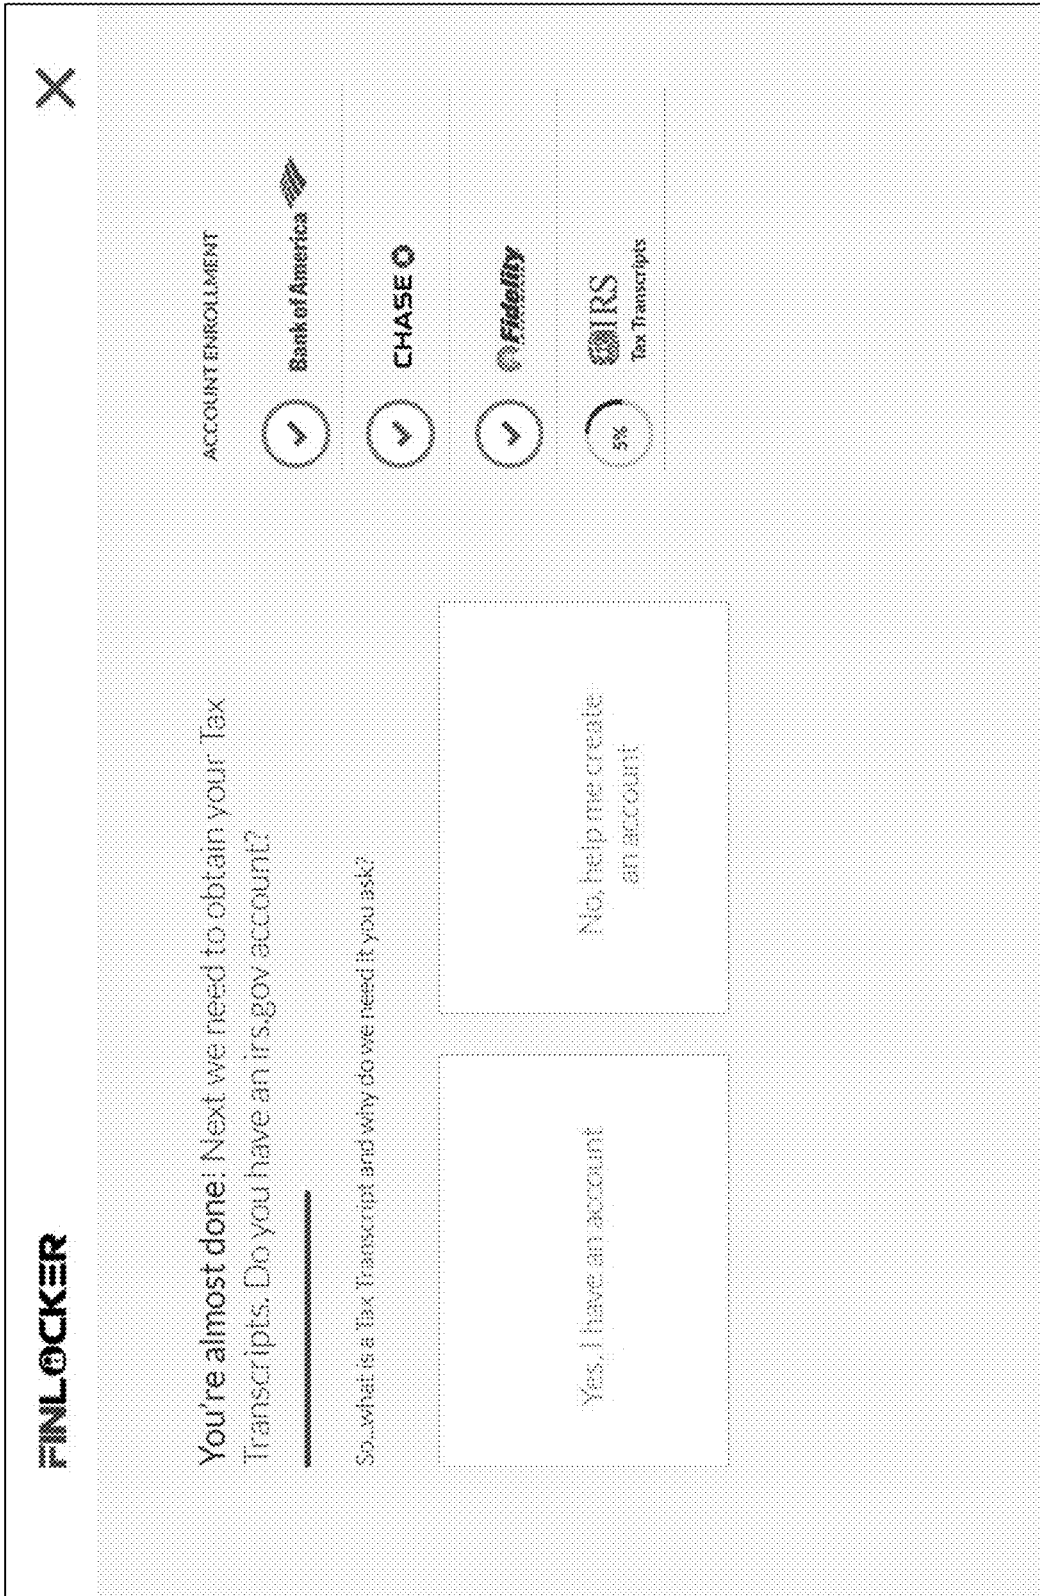 FINLOCKER
You're almost done! Next we need to obtain your Tax
Transcripts. Do you have an irs.gov account?
So...what is a Tax Transcript and why do we need it you ask?
Yes, I have an account
No, help me create
an account
ACCOUNT ENROLLMENT
Bank of America
CHASE
Fidelity
5%
IRS
Tax Transcripts